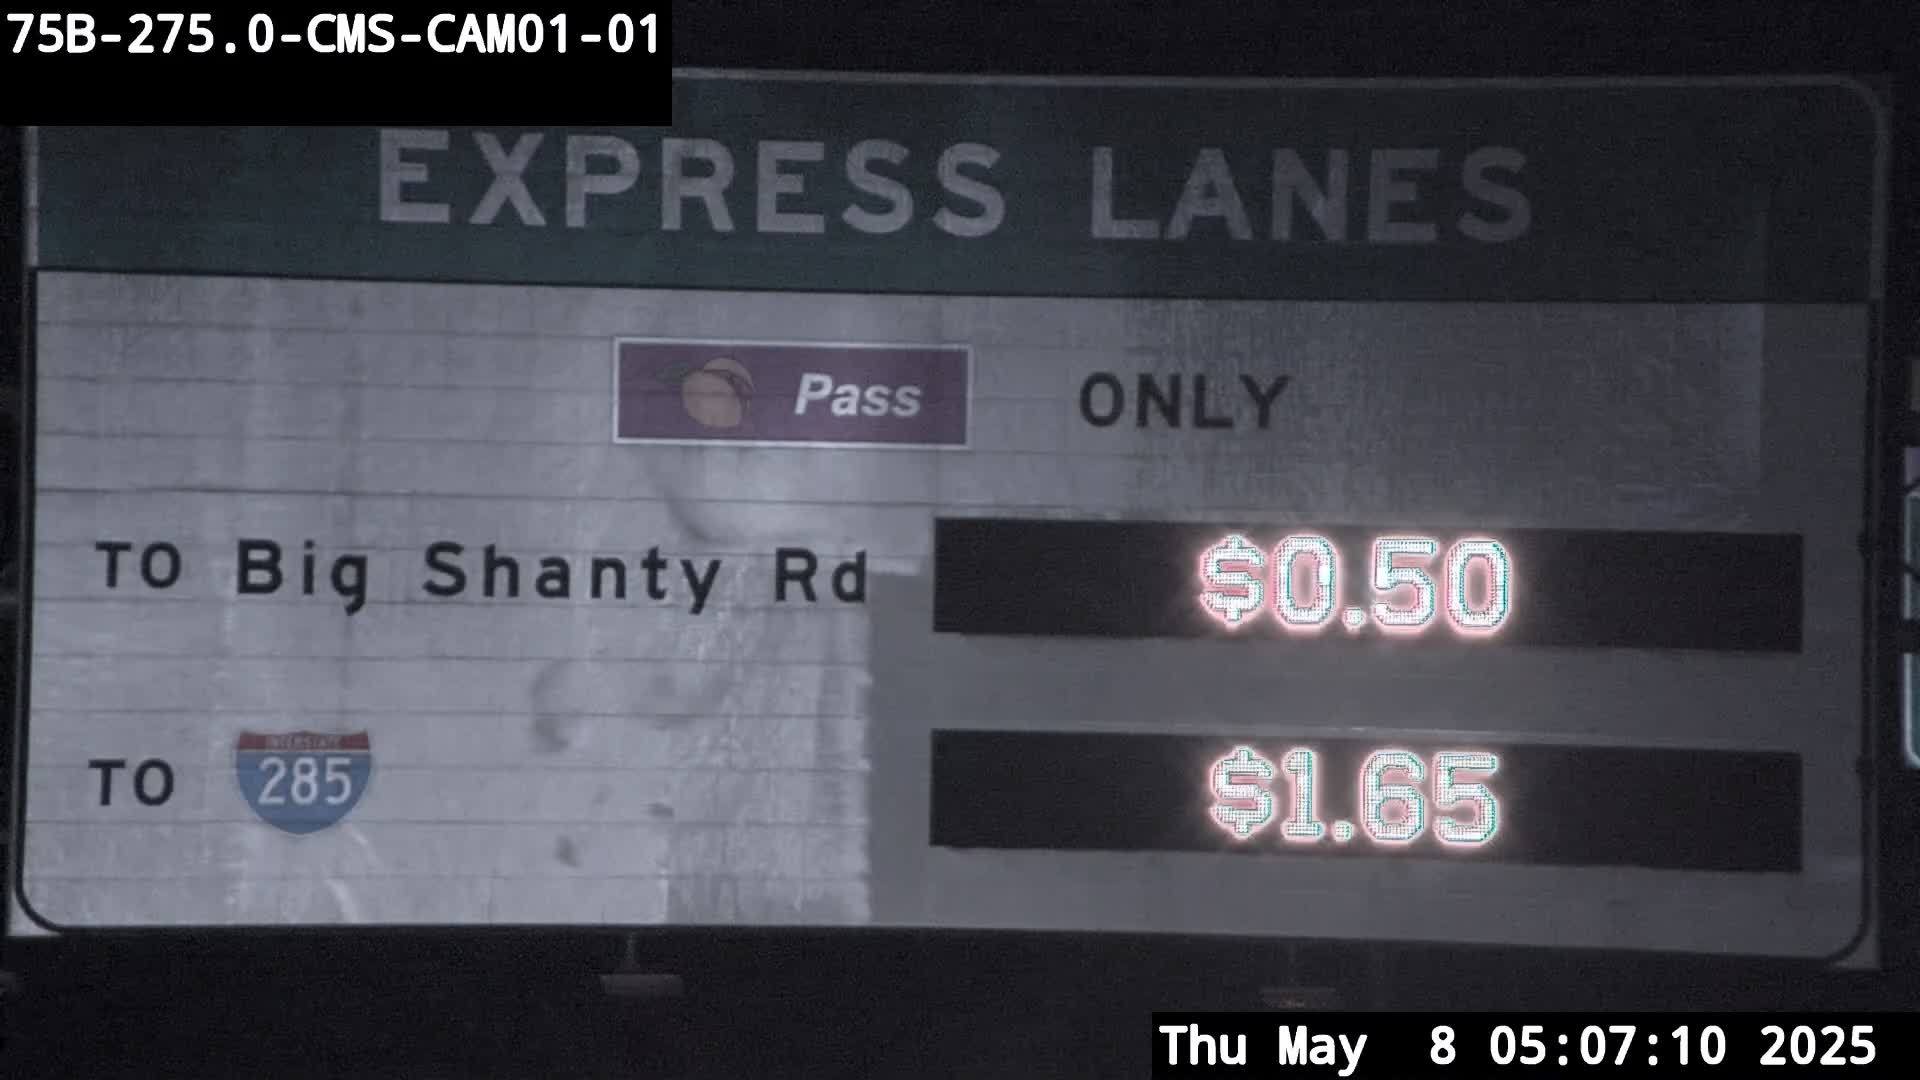 75B-275.0-CMS-CAM01-01
EXPRESS LANES
Pass ONLY
TO Big Shanty Rd $0.50
INTERSTATE
TO 285 $1.65
Thu May 8 05:07:10 2025